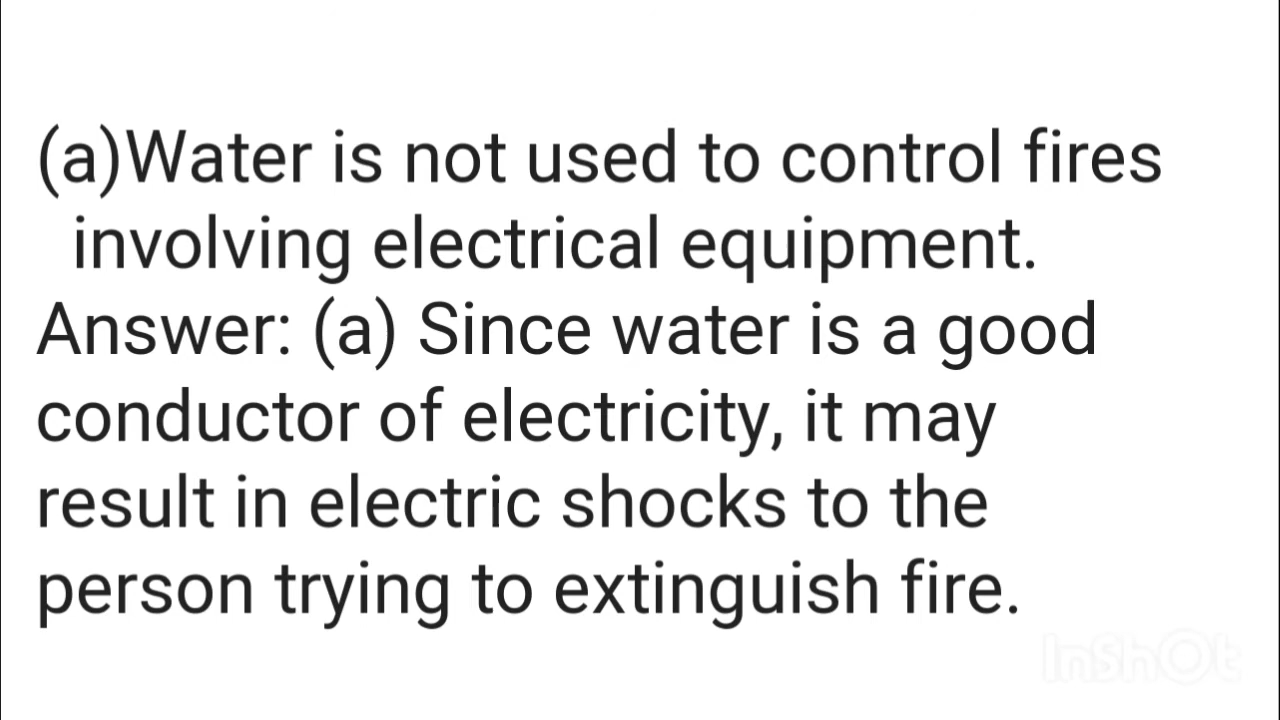 (a)Water is not used to control fires
involving electrical equipment.
Answer: (a) Since water is a good
conductor of electricity, it may
result in electric shocks to the
person trying to extinguish fire.
InShOt